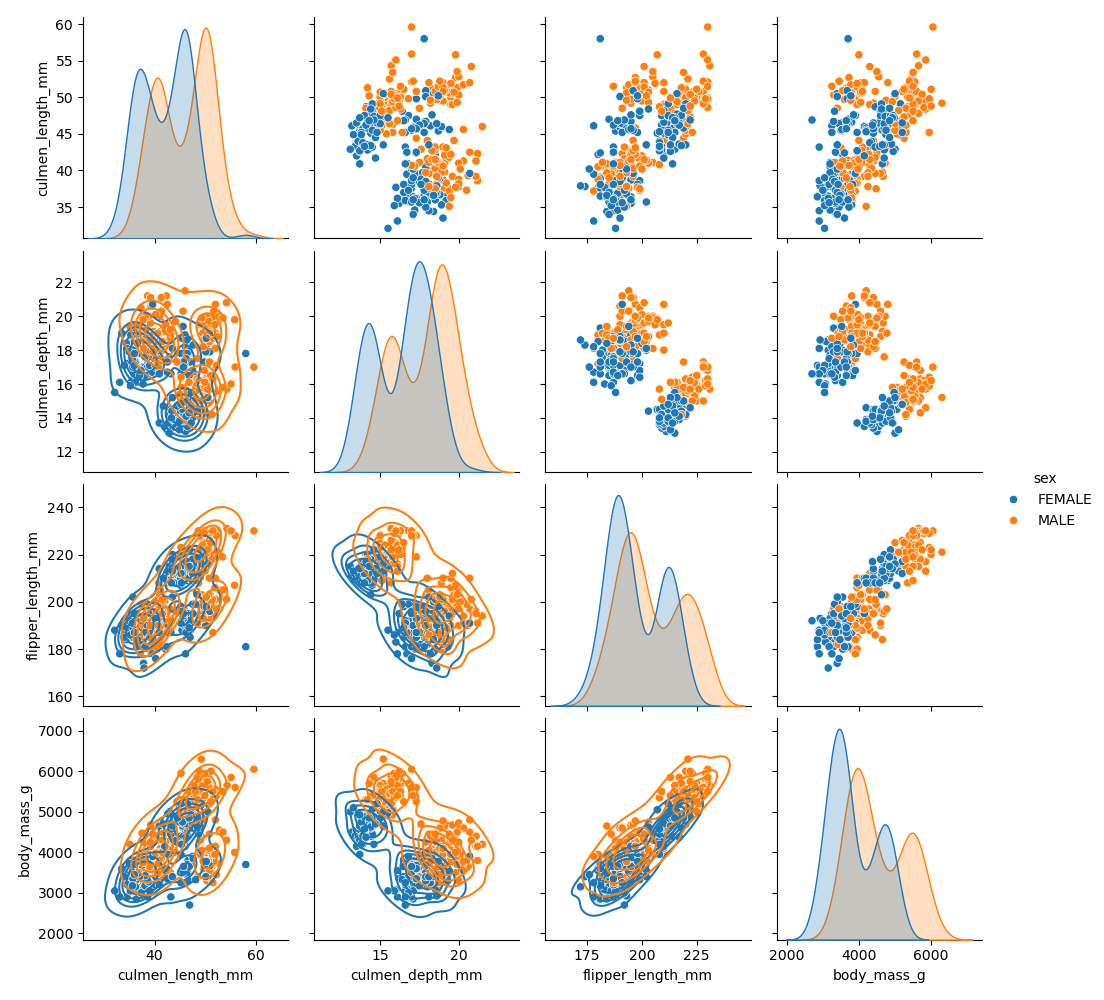 60
55
50
45
40
35
culmen_length_mm
22
20
18
16
14
12
culmen_depth_mm
sex
FEMALE
MALE
240
220
200
180
160
flipper_length_mm
7000
6000
5000
4000
3000
2000
body_mass_g
40 60
15 20
175 200 225
2000 4000 6000
culmen_length_mm
culmen_depth_mm
flipper_length_mm
body_mass_g